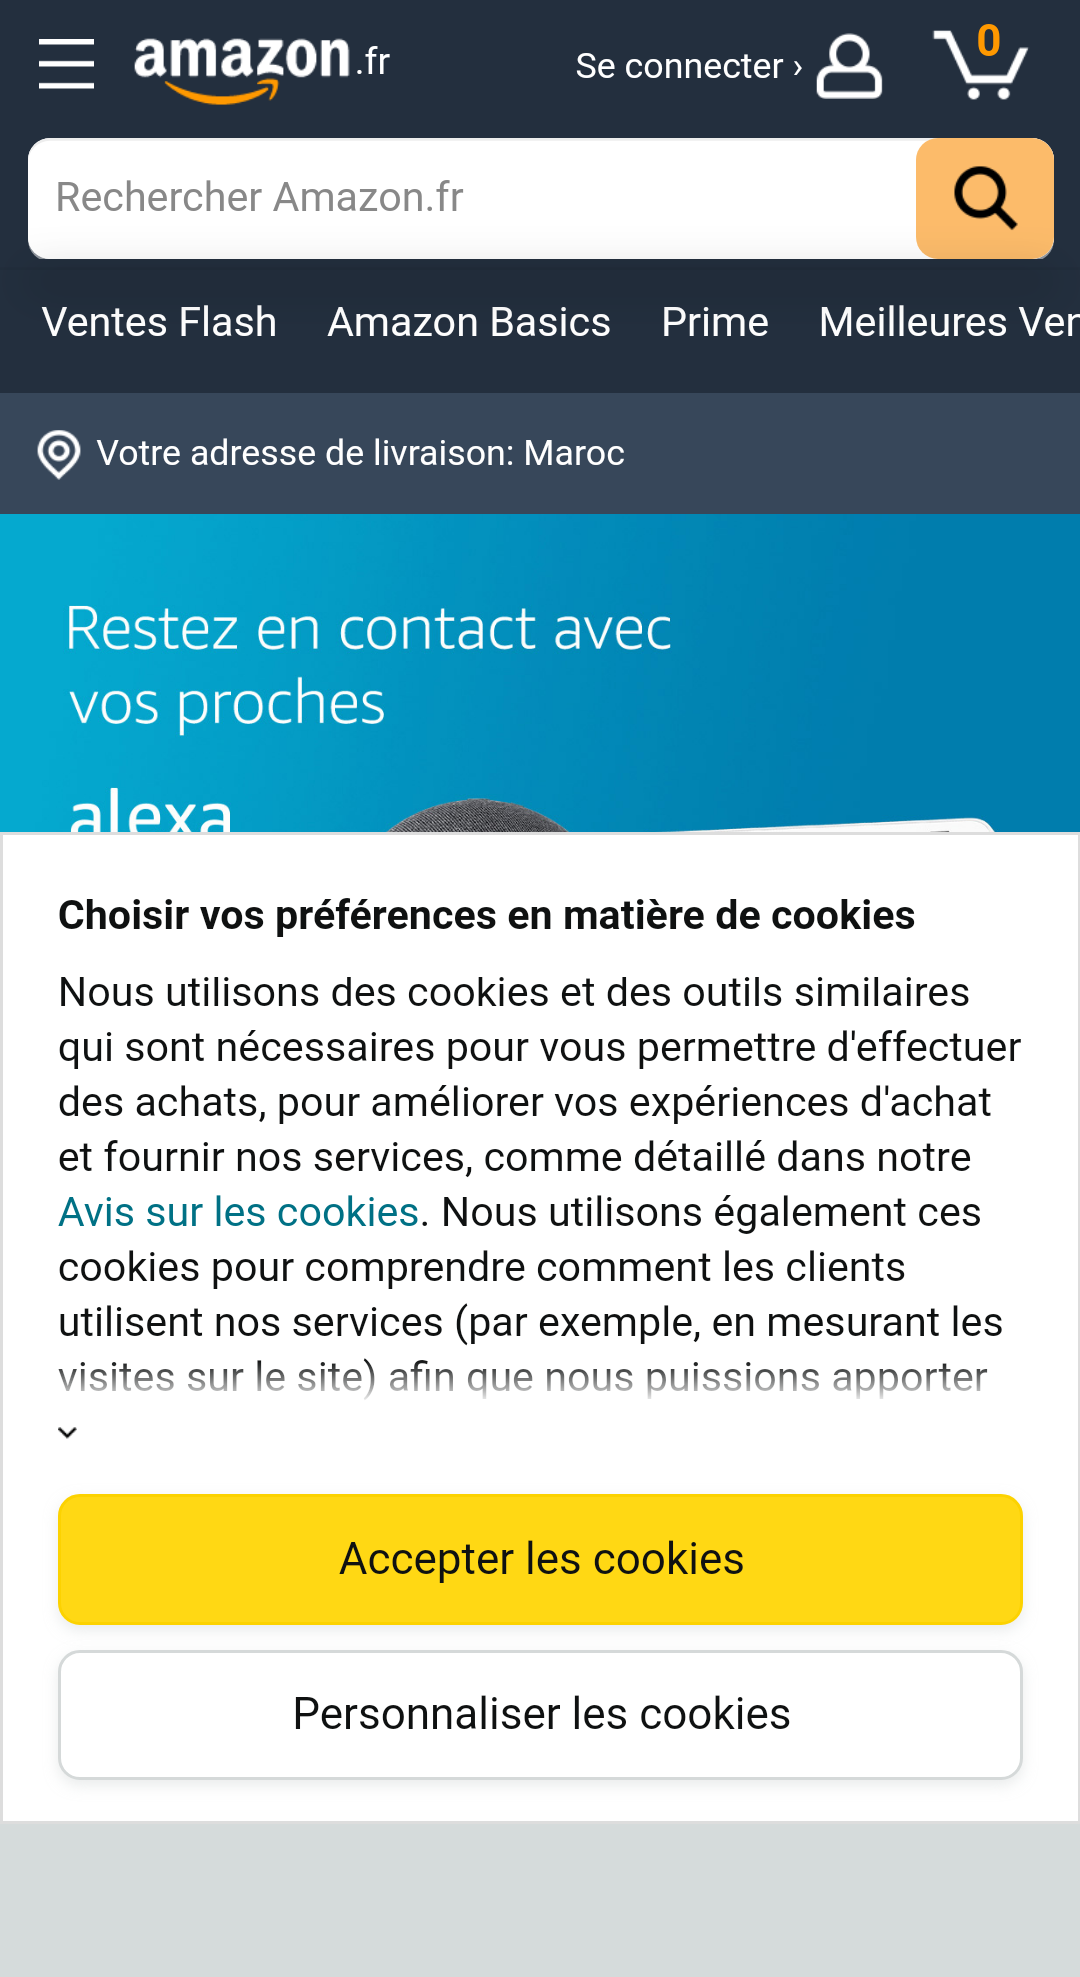 amazon.fr
Se connecter ›
0
Rechercher Amazon.fr
Ventes Flash Amazon Basics Prime Meilleures Ver
Votre adresse de livraison: Maroc
Restez en contact avec
vos proches
alexa
Choisir vos préférences en matière de cookies
Nous utilisons des cookies et des outils similaires
qui sont nécessaires pour vous permettre d'effectuer
des achats, pour améliorer vos expériences d'achat
et fournir nos services, comme détaillé dans notre
Avis sur les cookies. Nous utilisons également ces
cookies pour comprendre comment les clients
utilisent nos services (par exemple, en mesurant les
visites sur le site) afin que nous puissions apporter
Accepter les cookies
Personnaliser les cookies